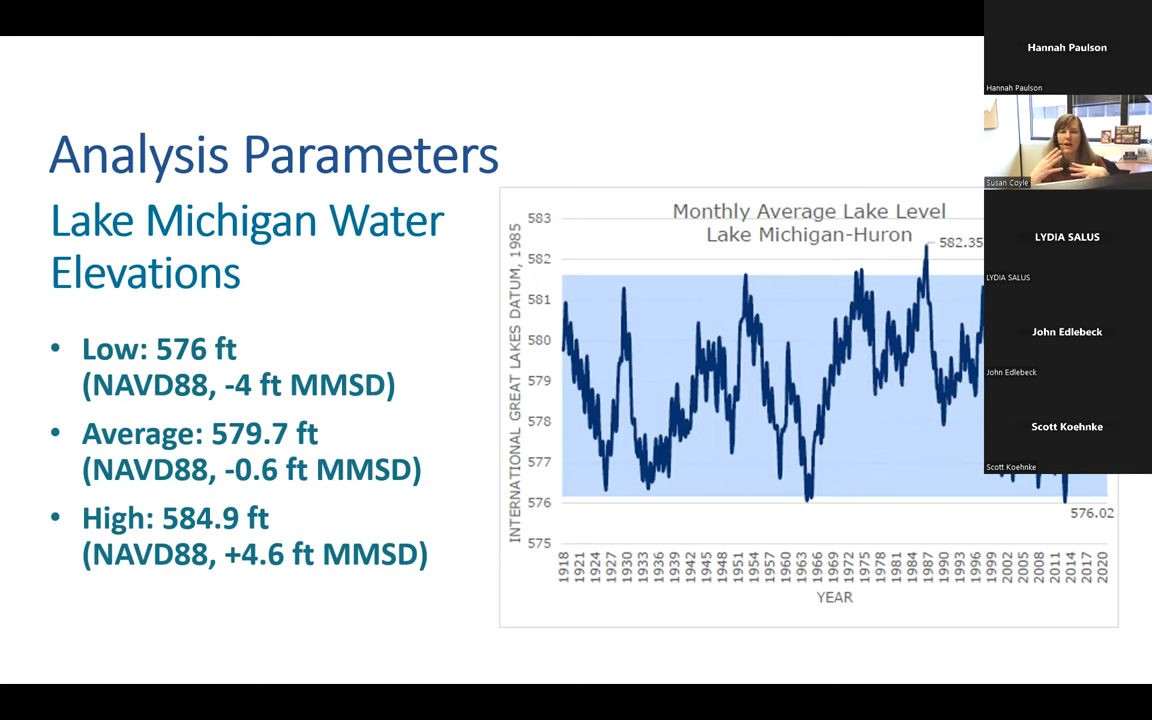 Analysis Parameters
Lake Michigan Water
Elevations
• Low: 576 ft
(NAVD88, -4 ft MMSD)
• Average: 579.7 ft
(NAVD88, -0.6 ft MMSD)
• High: 584.9 ft
(NAVD88, +4.6 ft MMSD)
Monthly Average Lake Level
Lake Michigan-Huron
INTERNATIONAL GREAT LAKES DATUM, 1985
583
582
581
580
579
578
577
576
575
582.35
576.02
1918 1921 1924 1927 1930 1933 1936 1939 1942 1945 1948 1951 1954 1957 1960 1963 1966 1969 1972 1975 1978 1981 1984 1987 1990 1993 1996 1999 2002 2005 2008 2011 2014 2017 2020
YEAR
Hannah Paulson
Hannah Paulson
Susan Coyle
LYDIA SALUS
LYDIA SALUS
John Edlebeck
John Edlebeck
Scott Koehnke
Scott Koehnke